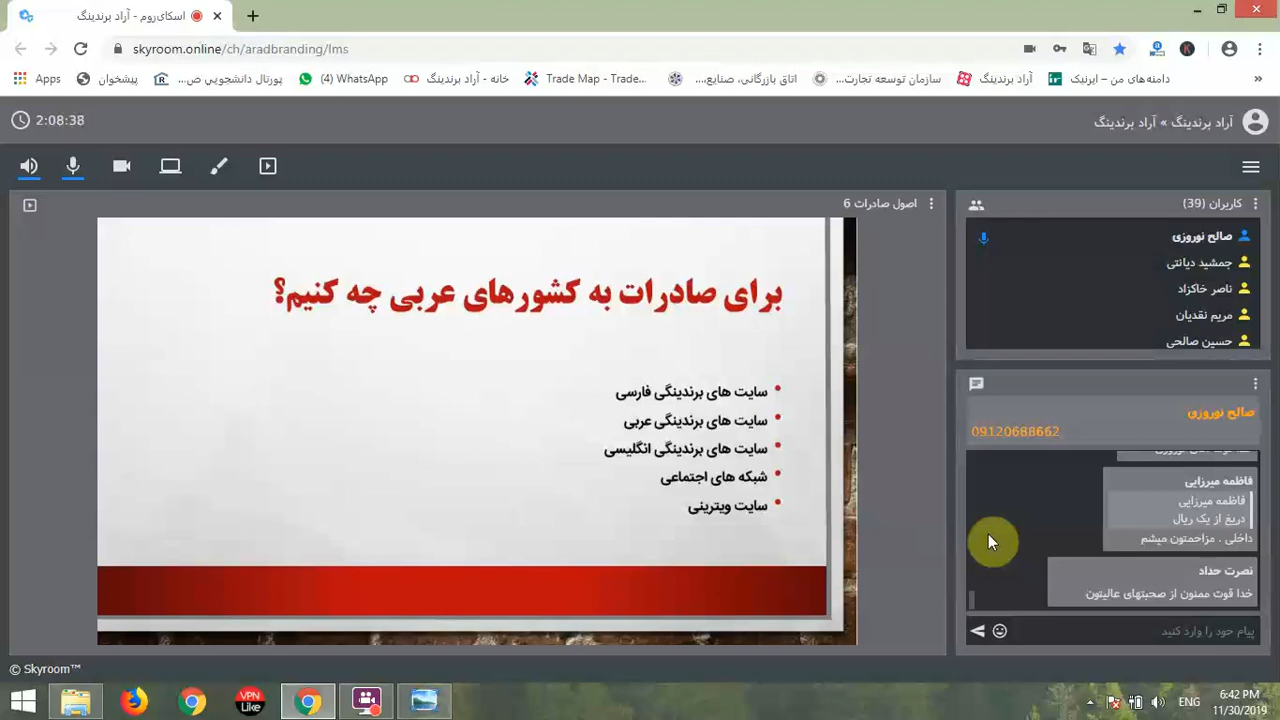 اسکای‌روم - آراد برندینگ
skyroom.online/ch/aradbranding/lms
Apps
پیشخوان
پورتال دانشجويي ص...
(4) WhatsApp
خانه - آراد برندینگ
Trade Map - Trade...
اتاق بازرگانی، صنایع...
سازمان توسعه تجارت...
آراد برندینگ
دامنه‌های من – ایرنیک
»
2:08:38
آراد برندینگ » آراد برندینگ
اصول صادرات 6
برای صادرات به کشورهای عربی چه کنیم؟
• سایت های برندینگی فارسی
• سایت های برندینگی عربی
• سایت های برندینگی انگلیسی
• شبکه های اجتماعی
• سایت ویترینی
کاربران (39)
صالح نوروزی
جمشید دیانتی
ناصر خاکزاد
مریم نقدیان
حسین صالحی
صالح نوروزی
09120688662
فاطمه میرزایی
فاطمه میرزایی
دریغ از یک ریال
داخلی . مزاحمتون میشم
نصرت حداد
خدا قوت ممنون از صحبتهای عالیتون
پیام خود را وارد کنید
© Skyroom™
VPN
Like
ENG
6:42 PM
11/30/2019